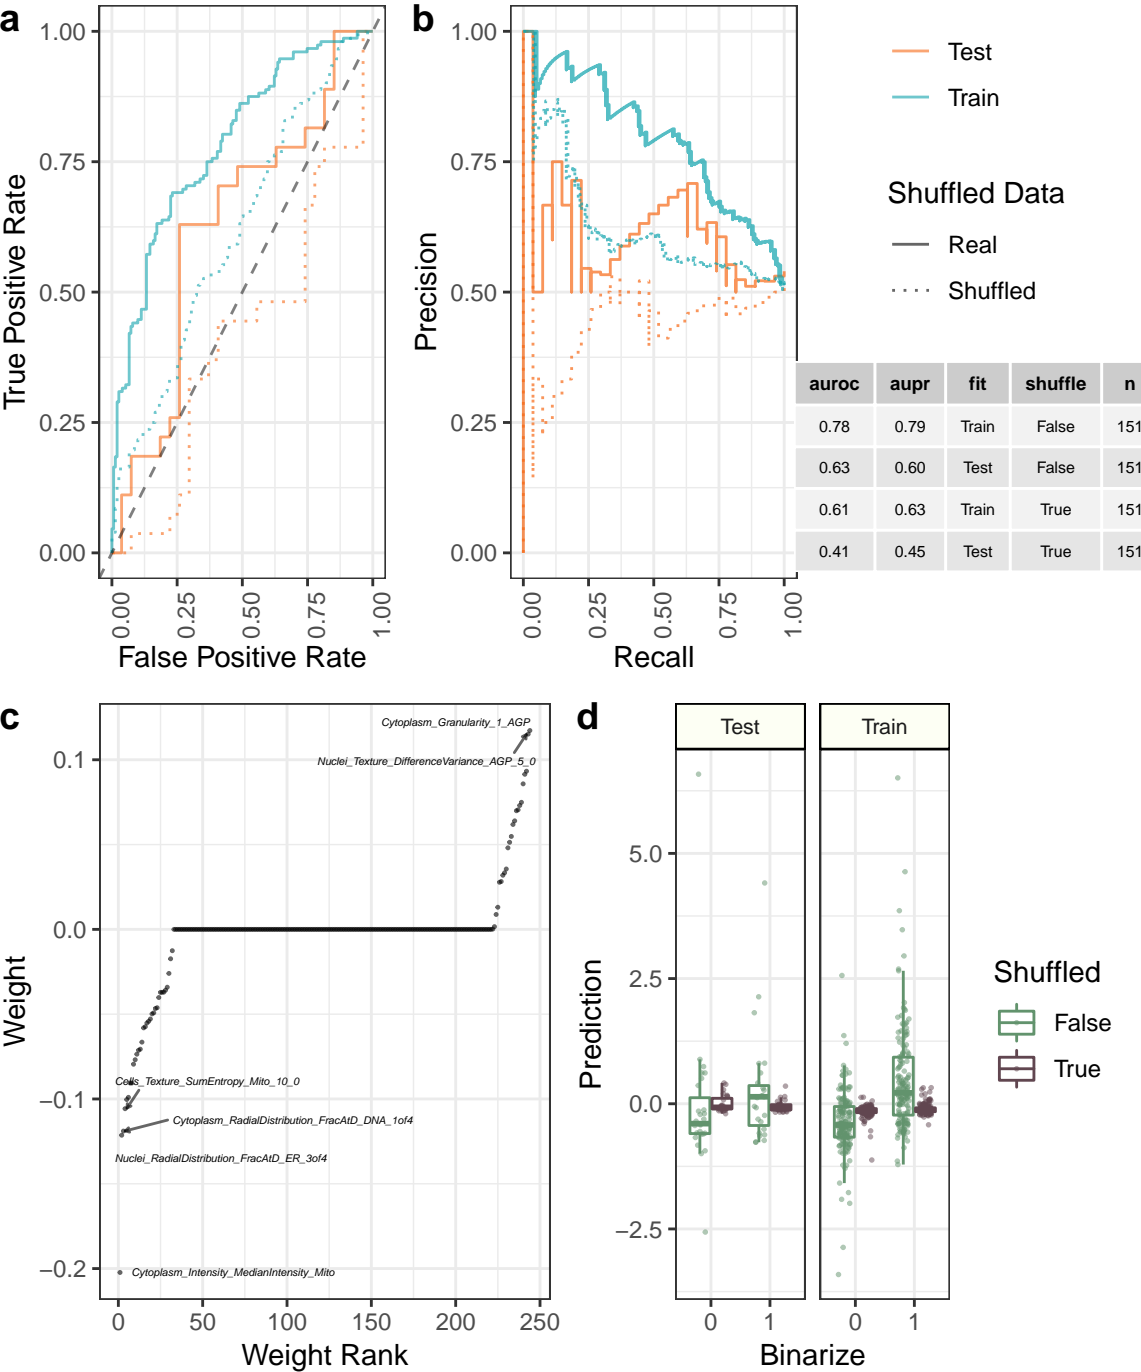 a
1.00
0.75
0.50
0.25
0.00
True Positive Rate
0.00
0.25
0.50
0.75
1.00
False Positive Rate
b
1.00
0.75
0.50
0.25
0.00
Precision
0.00
0.25
0.50
0.75
1.00
Recall
Test
Train
Shuffled Data
Real
Shuffled
auroc aupr fit shuffle n
0.78 0.79 Train False 151
0.63 0.60 Test False 151
0.61 0.63 Train True 151
0.41 0.45 Test True 151
c
0.1
0.0
−0.1
−0.2
Weight
Cytoplasm_Granularity_1_AGP
Nuclei_Texture_DifferenceVariance_AGP_5_0
Cells_Texture_SumEntropy_Mito_10_0
Cytoplasm_RadialDistribution_FracAtD_DNA_1of4
Nuclei_RadialDistribution_FracAtD_ER_3of4
Cytoplasm_Intensity_MedianIntensity_Mito
0 50 100 150 200 250
Weight Rank
d
Test Train
5.0
2.5
0.0
−2.5
Prediction
0 1 0 1
Binarize
Shuffled
False
True